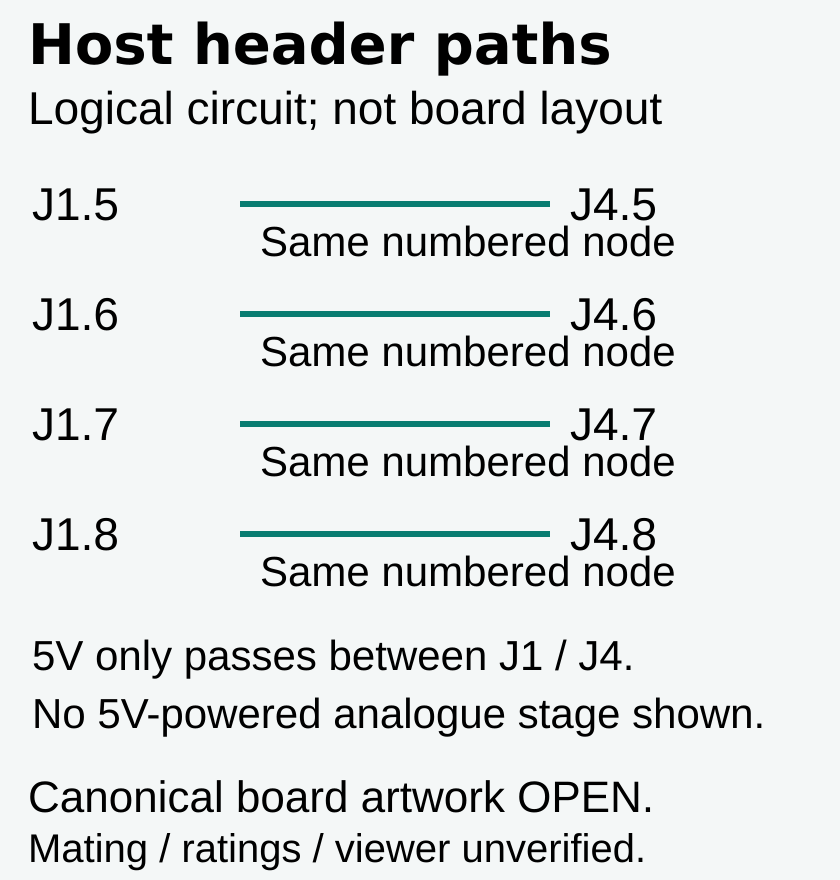 Host header paths
Logical circuit; not board layout
J1.5 J4.5
Same numbered node
J1.6 J4.6
Same numbered node
J1.7 J4.7
Same numbered node
J1.8 J4.8
Same numbered node
5V only passes between J1 / J4.
No 5V-powered analogue stage shown.
Canonical board artwork OPEN.
Mating / ratings / viewer unverified.